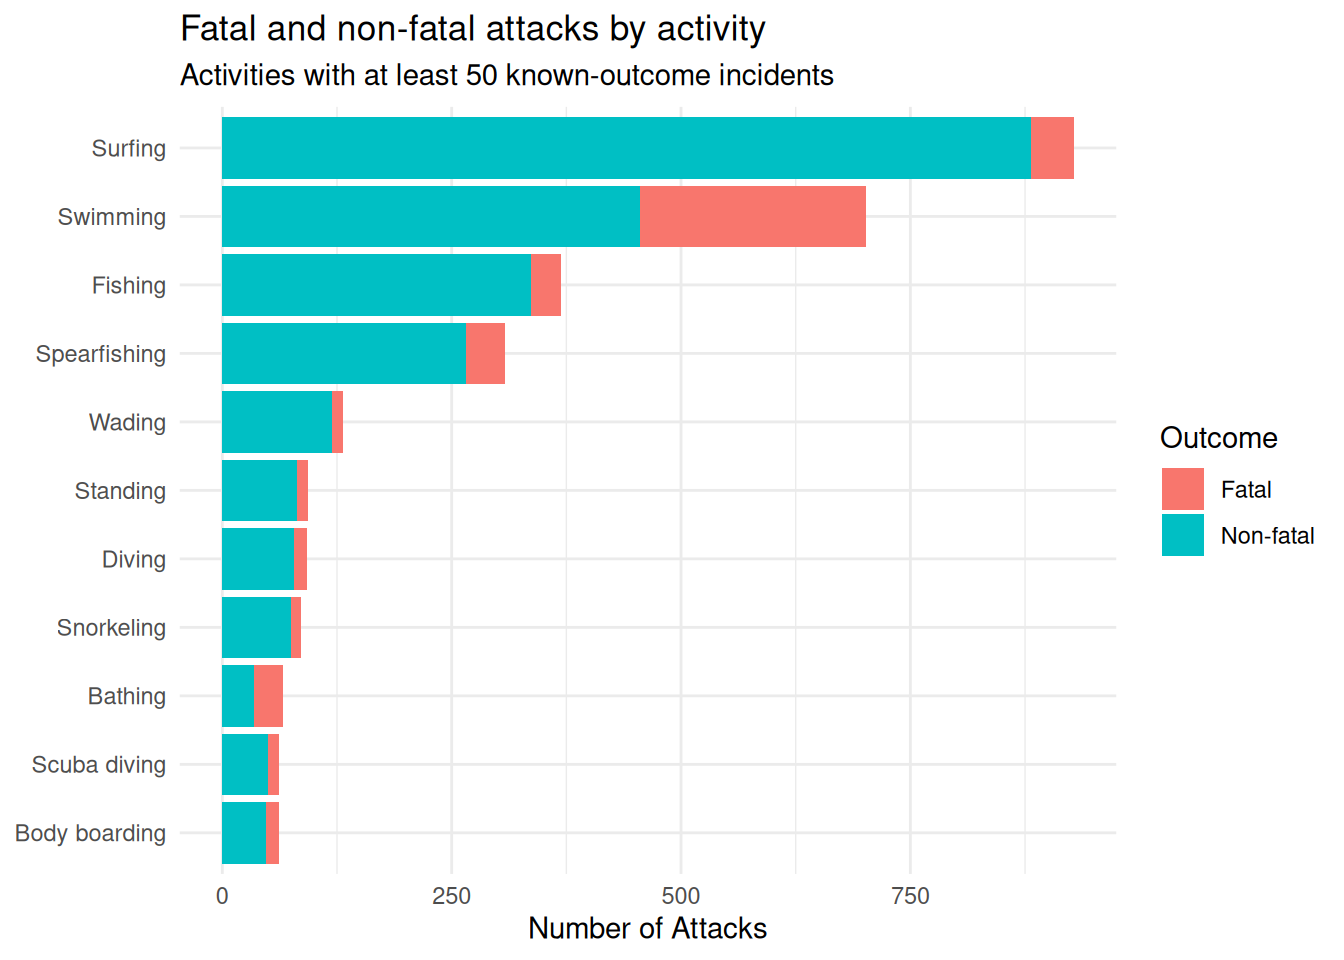 Fatal and non-fatal attacks by activity
Activities with at least 50 known-outcome incidents
Surfing
Swimming
Fishing
Spearfishing
Wading
Standing
Diving
Snorkeling
Bathing
Scuba diving
Body boarding
0 250 500 750
Number of Attacks
Outcome
Fatal
Non-fatal